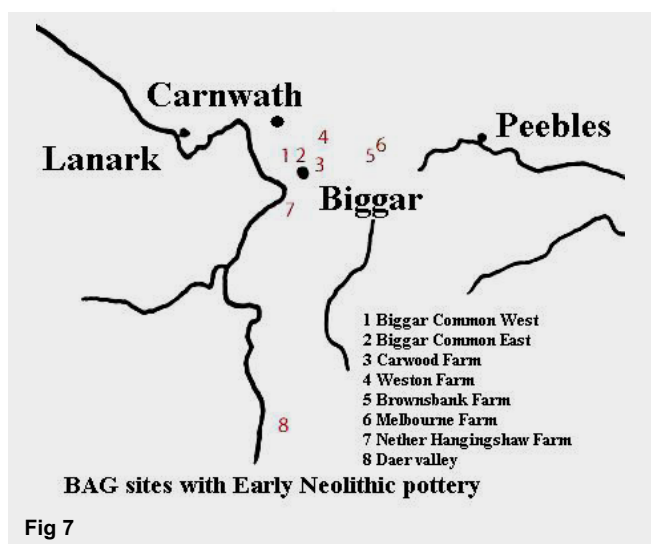 Carnwath
Lanark
4
6
Peebles
1 2
3
5
Biggar
7
1 Biggar Common West
2 Biggar Common East
3 Carwood Farm
4 Weston Farm
5 Brownsbank Farm
6 Melbourne Farm
7 Nether Hangingshaw Farm
8 Daer valley
8
BAG sites with Early Neolithic pottery
Fig 7